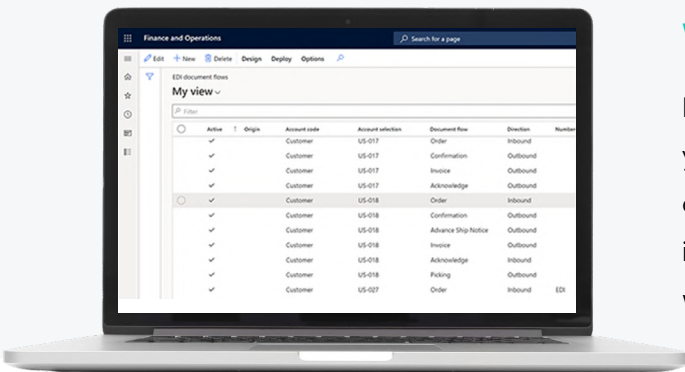 Finance and Operations
Search for a page
Edit New Delete Design Deploy Options
EDI document flows
My view
Filter
Active Origin Account code Account selection Document flow Direction Number
Customer US-017 Order Inbound
Customer US-017 Confirmation Outbound
Customer US-017 Invoice Outbound
Customer US-017 Acknowledge Outbound
Customer US-018 Order Inbound
Customer US-018 Confirmation Outbound
Customer US-018 Advance Ship Notice Outbound
Customer US-018 Invoice Outbound
Customer US-018 Acknowledge Inbound
Customer US-018 Picking Outbound
Customer US-027 Order Inbound EDI